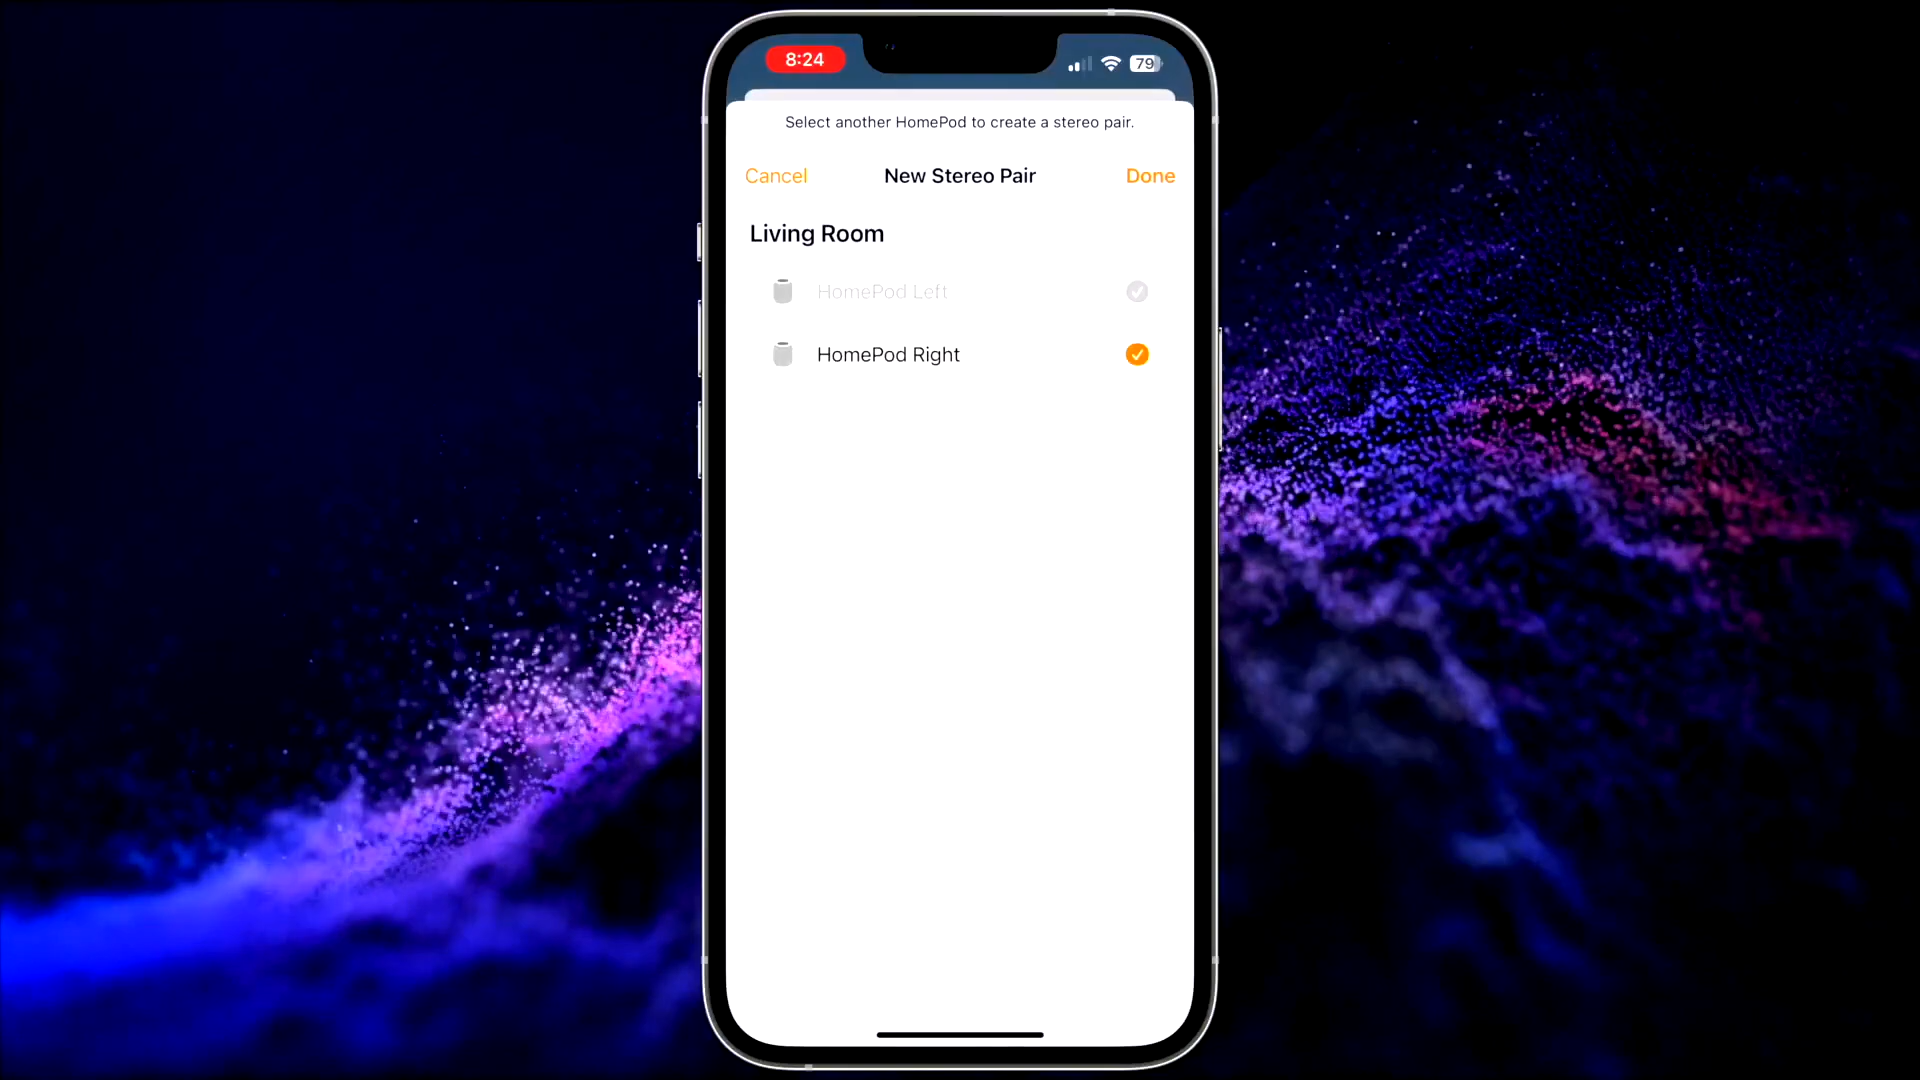 8:24
79
Select another HomePod to create a stereo pair.
Cancel New Stereo Pair Done
Living Room
HomePod Left
HomePod Right